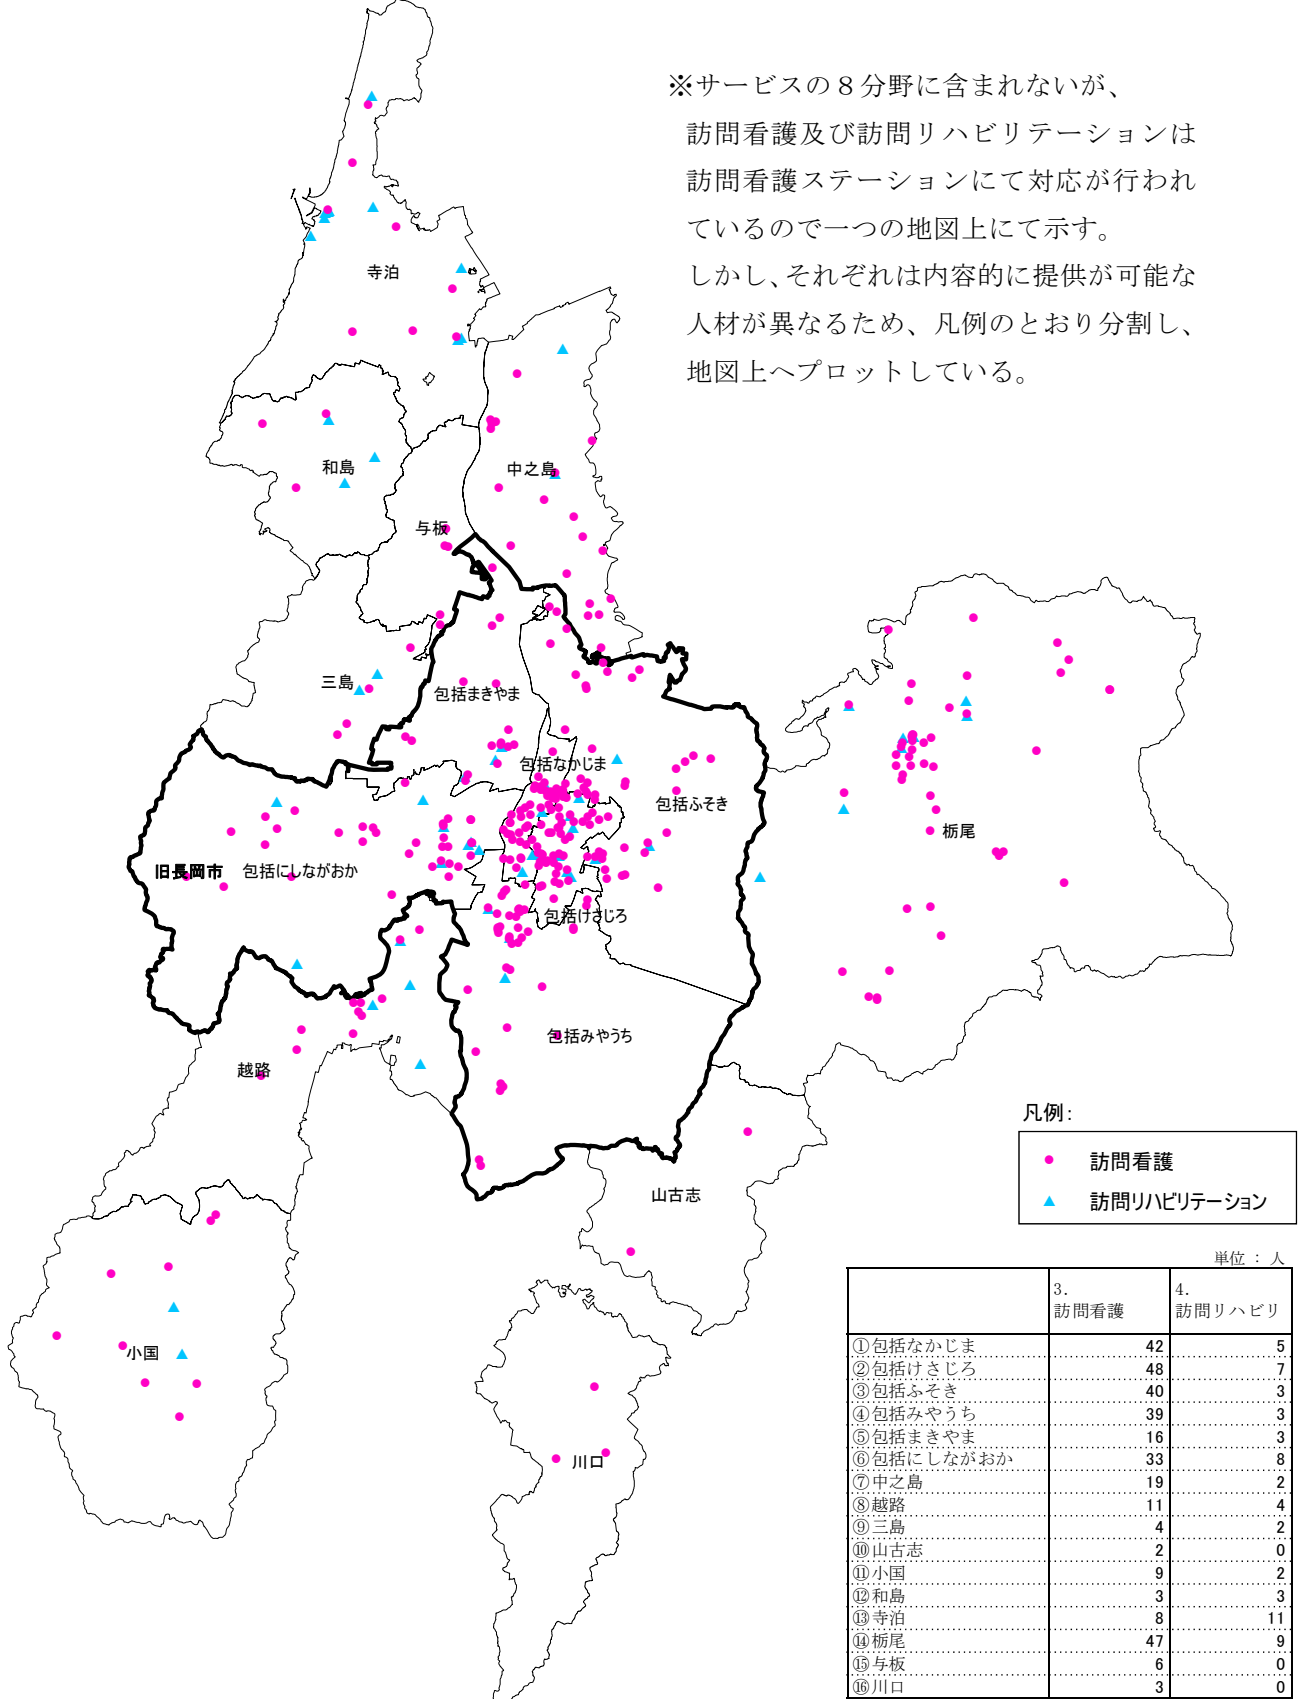 ※サービスの８分野に含まれないが、
訪問看護及び訪問リハビリテーションは
訪問看護ステーションにて対応が行われ
ているので一つの地図上にて示す。
しかし、それぞれは内容的に提供が可能な
人材が異なるため、凡例のとおり分割し、
地図上へプロットしている。
寺泊
和島
中之島
与板
三島
包括まきやま
包括なかじま
包括ふそき
栃尾
旧長岡市
包括にしながおか
包括けさじろ
包括みやうち
越路
山古志
小国
川口
凡例：
訪問看護
訪問リハビリテーション
単位 ： 人
3. 4.
訪問看護 訪問リハビリ
①包括なかじま 42 5
②包括けさじろ 48 7
③包括ふそき 40 3
④包括みやうち 39 3
⑤包括まきやま 16 3
⑥包括にしながおか 33 8
⑦中之島 19 2
⑧越路 11 4
⑨三島 4 2
⑩山古志 2 0
⑪小国 9 2
⑫和島 3 3
⑬寺泊 8 11
⑭栃尾 47 9
⑮与板 6 0
⑯川口 3 0